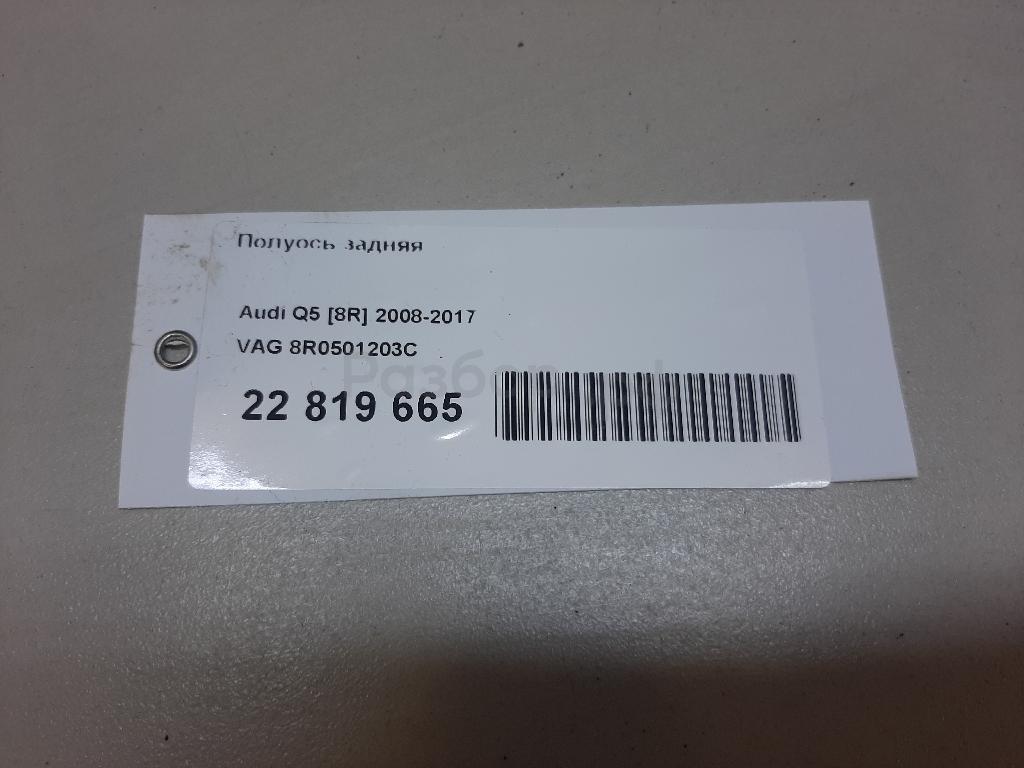 Полуось задняя
Audi Q5 [8R] 2008-2017
VAG 8R0501203C
22 819 665